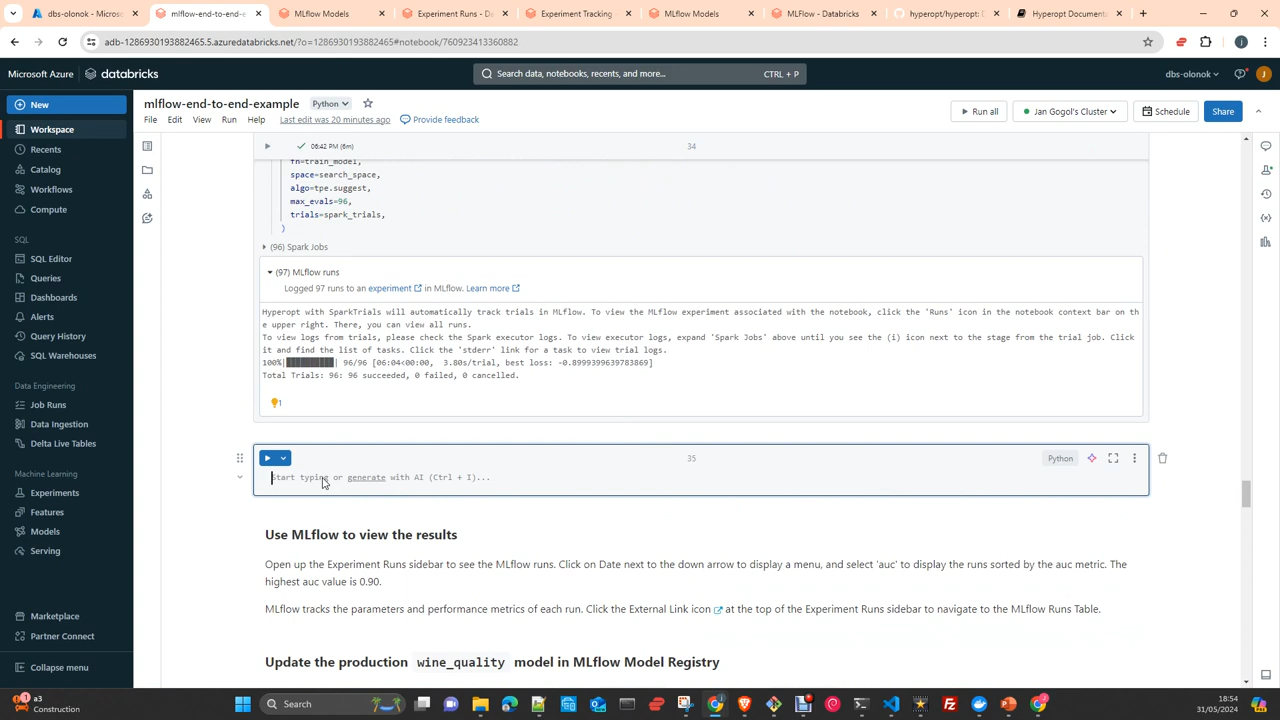 dbs-olonok - Microsoft A
mlflow-end-to-end-e
MLflow Models
Experiment Runs - Da
Experiment Tracking
MLflow Models
MLflow - Databricks
hyperopt/hyperopt: D
Hyperopt Documenta
adb-1286930193882465.5.azuredatabricks.net/?o=1286930193882465#notebook/760923413360882
Microsoft Azure
databricks
Search data, notebooks, recents, and more...
CTRL + P
dbs-olonok
J
New
Workspace
Recents
Catalog
Workflows
Compute
SQL
SQL Editor
Queries
Dashboards
Alerts
Query History
SQL Warehouses
Data Engineering
Job Runs
Data Ingestion
Delta Live Tables
Machine Learning
Experiments
Features
Models
Serving
Marketplace
Partner Connect
Collapse menu
mlflow-end-to-end-example
Python
File Edit View Run Help Last edit was 20 minutes ago Provide feedback
Run all
Jan Gogol's Cluster
Schedule
Share
06:42 PM (6m)
34
fn=train_model,
space=search_space,
algo=tpe.suggest,
max_evals=96,
trials=spark_trials,
)
(96) Spark Jobs
(97) MLflow runs
Logged 97 runs to an experiment in MLflow. Learn more
Hyperopt with SparkTrials will automatically track trials in MLflow. To view the MLflow experiment associated with the notebook, click the 'Runs' icon in the notebook context bar on th
e upper right. There, you can view all runs.
To view logs from trials, please check the Spark executor logs. To view executor logs, expand 'Spark Jobs' above until you see the (i) icon next to the stage from the trial job. Click
it and find the list of tasks. Click the 'stderr' link for a task to view trial logs.
100%|██████████| 96/96 [06:04<00:00, 3.80s/trial, best loss: -0.8999399639783869]
Total Trials: 96: 96 succeeded, 0 failed, 0 cancelled.
1
35
Python
Start typing or generate with AI (Ctrl + I)...
Use MLflow to view the results
Open up the Experiment Runs sidebar to see the MLflow runs. Click on Date next to the down arrow to display a menu, and select 'auc' to display the runs sorted by the auc metric. The
highest auc value is 0.90.
MLflow tracks the parameters and performance metrics of each run. Click the External Link icon at the top of the Experiment Runs sidebar to navigate to the MLflow Runs Table.
Update the production wine_quality model in MLflow Model Registry
a3
Construction
Search
18:54
31/05/2024